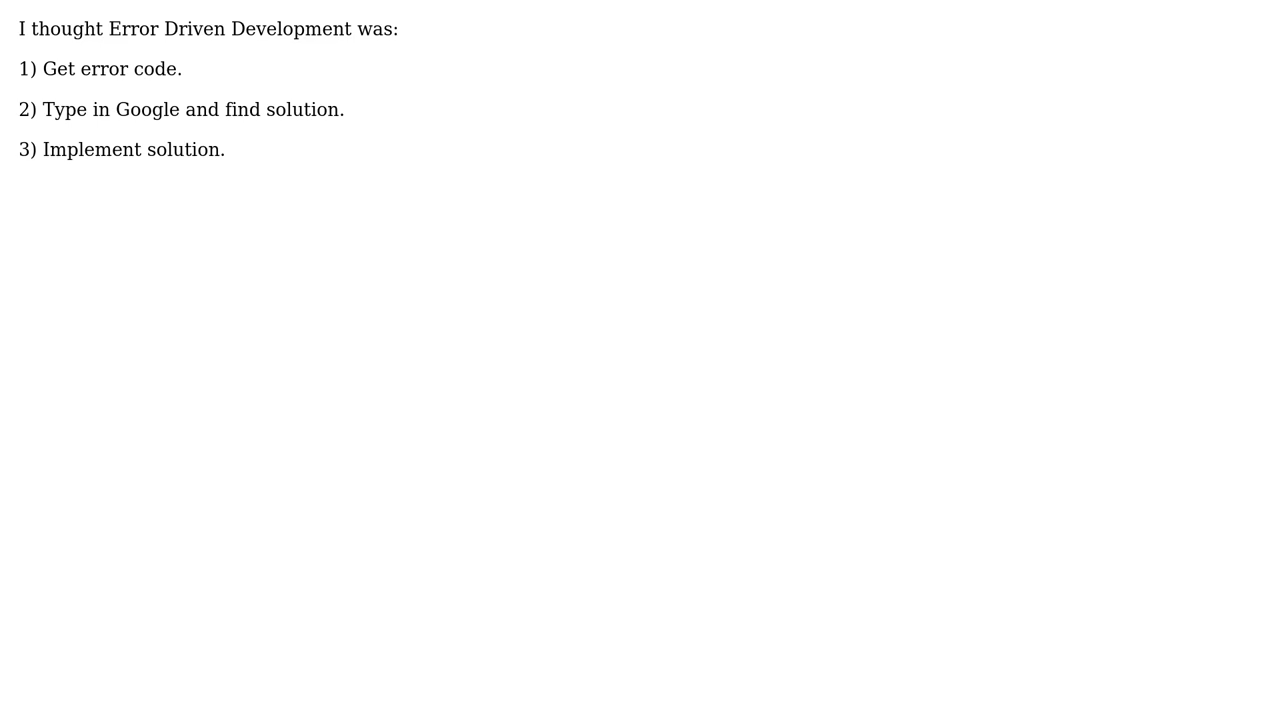 I thought Error Driven Development was:
1) Get error code.
2) Type in Google and find solution.
3) Implement solution.